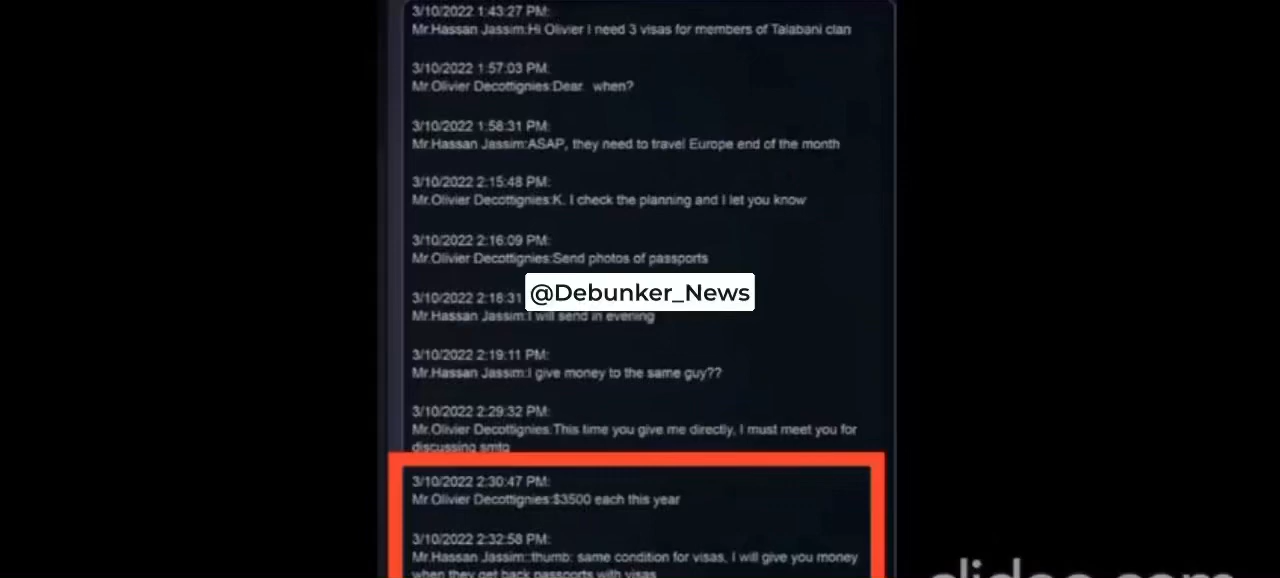 3/10/2022 1:43:27 PM:
Mr.Hassan Jassim:Hi Olivier I need 3 visas for members of Talabani clan
3/10/2022 1:57:03 PM:
Mr.Olivier Decottignies:Dear. when?
3/10/2022 1:58:31 PM:
Mr.Hassan Jassim:ASAP, they need to travel Europe end of the month
3/10/2022 2:15:48 PM:
Mr.Olivier Decottignies:K. I check the planning and I let you know
3/10/2022 2:16:09 PM:
Mr.Olivier Decottignies:Send photos of passports
3/10/2022 2:18:31
@Debunker_News
Mr.Hassan Jassim:I will send in evening
3/10/2022 2:19:11 PM:
Mr.Hassan Jassim:I give money to the same guy??
3/10/2022 2:29:32 PM:
Mr.Olivier Decottignies:This time you give me directly, I must meet you for
discussing smtg
3/10/2022 2:30:47 PM:
Mr.Olivier Decottignies:$3500 each this year
3/10/2022 2:32:58 PM:
Mr.Hassan Jassim::thumb: same condition for visas, I will give you money
when they get back passports with visas